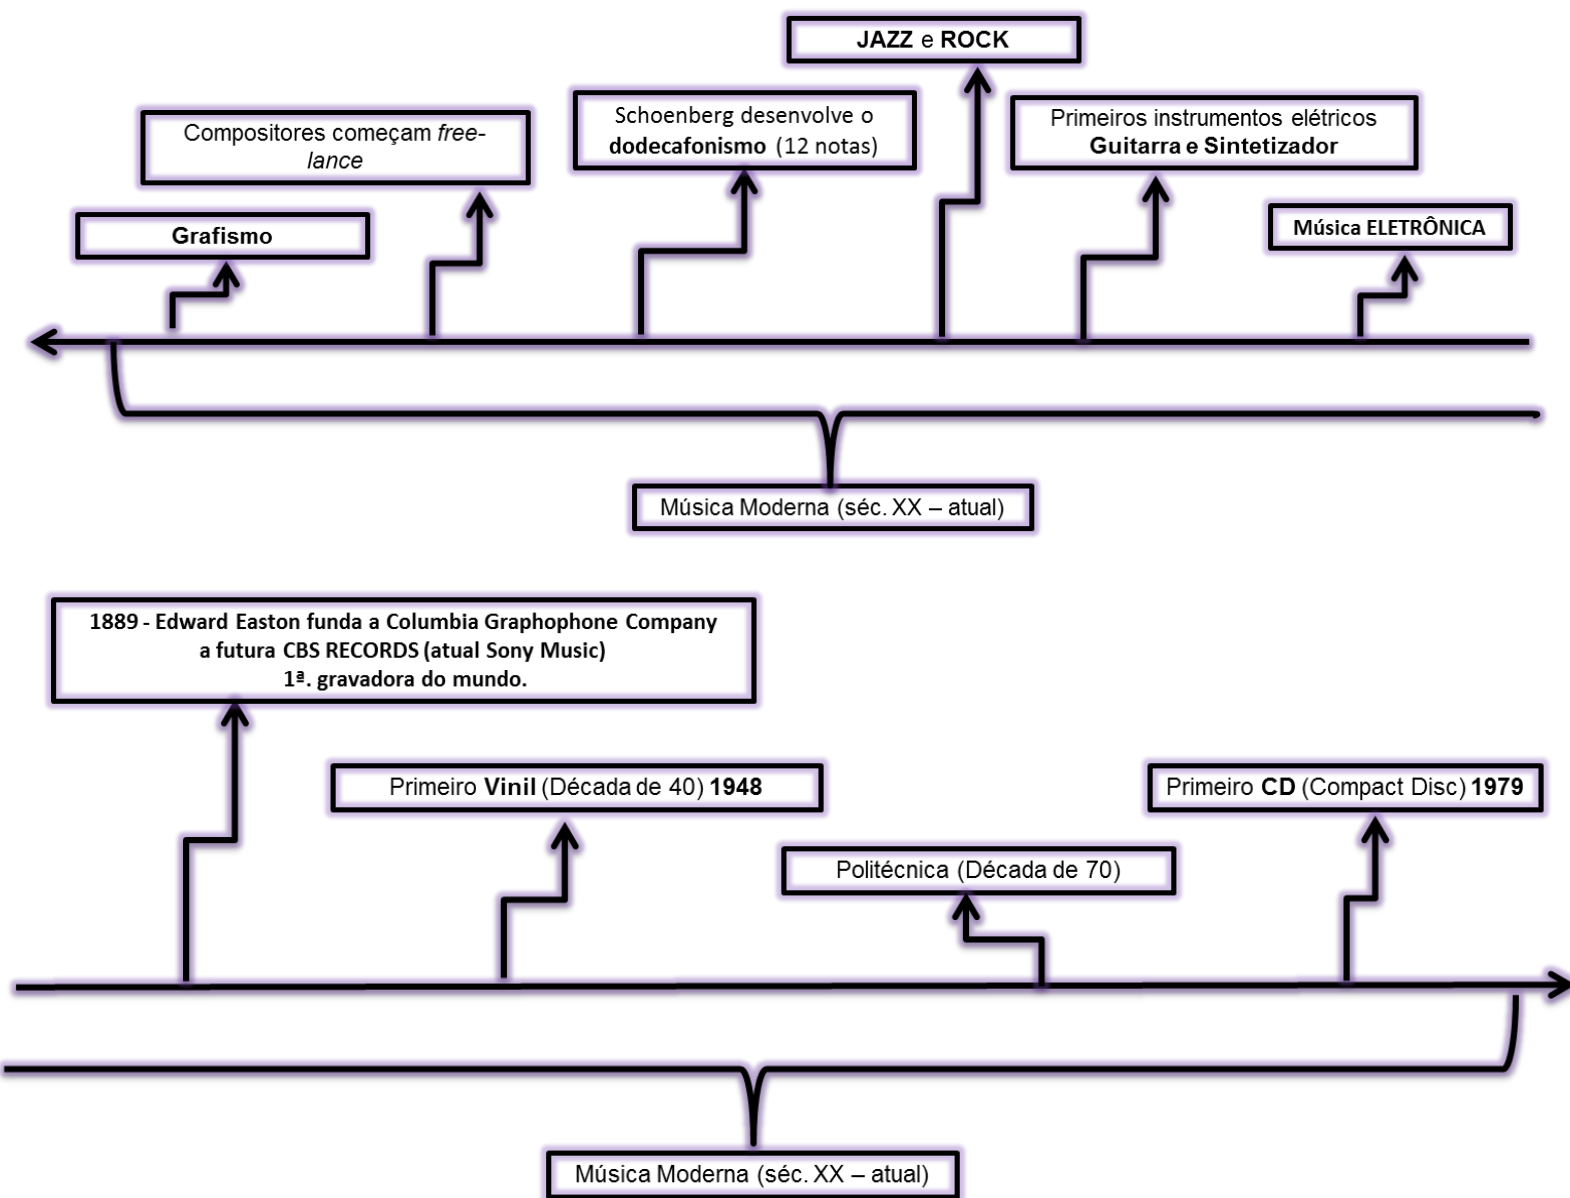 JAZZ e ROCK
Compositores começam free-
lance
Schoenberg desenvolve o
dodecafonismo (12 notas)
Primeiros instrumentos elétricos
Guitarra e Sintetizador
Grafismo
Música ELETRÔNICA
Música Moderna (séc. XX – atual)
1889 - Edward Easton funda a Columbia Graphophone Company
a futura CBS RECORDS (atual Sony Music)
1ª. gravadora do mundo.
Primeiro Vinil (Década de 40) 1948
Primeiro CD (Compact Disc) 1979
Politécnica (Década de 70)
Música Moderna (séc. XX – atual)